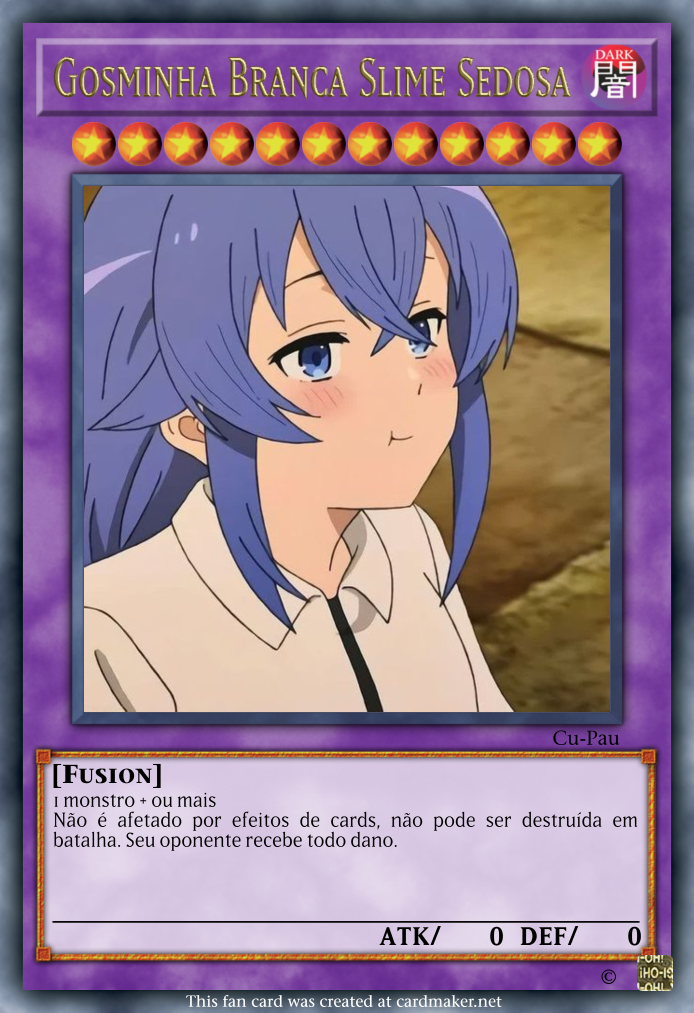 Gosminha Branca Slime Sedosa
DARK
闇
Cu-Pau
[Fusion]
1 monstro + ou mais
Não é afetado por efeitos de cards, não pode ser destruída em
batalha. Seu oponente recebe todo dano.
ATK/ 0 DEF/ 0
©
This fan card was created at cardmaker.net